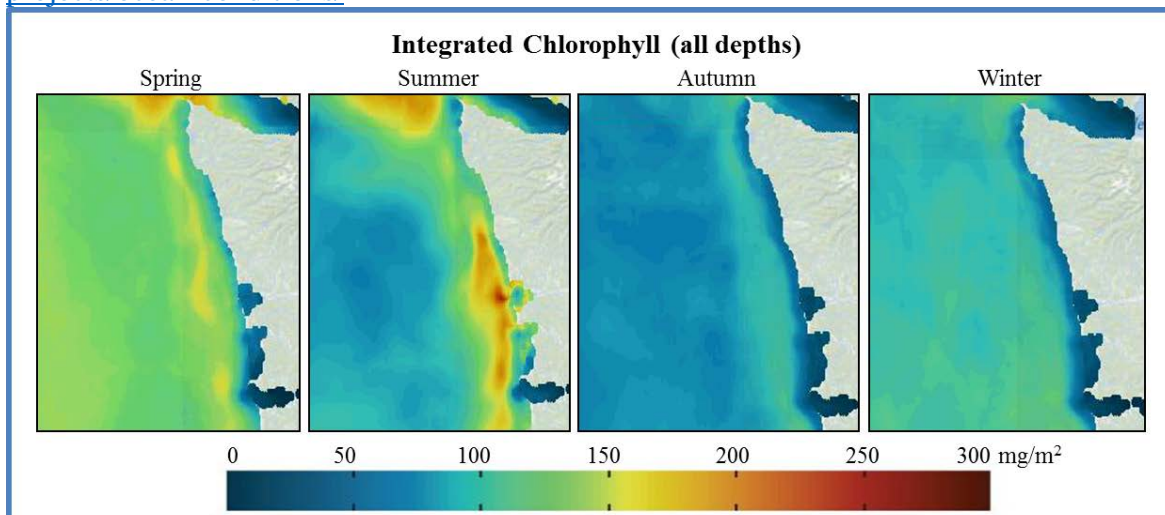 Integrated Chlorophyll (all depths)
Spring Summer Autumn Winter
0 50 100 150 200 250 300 mg/m²